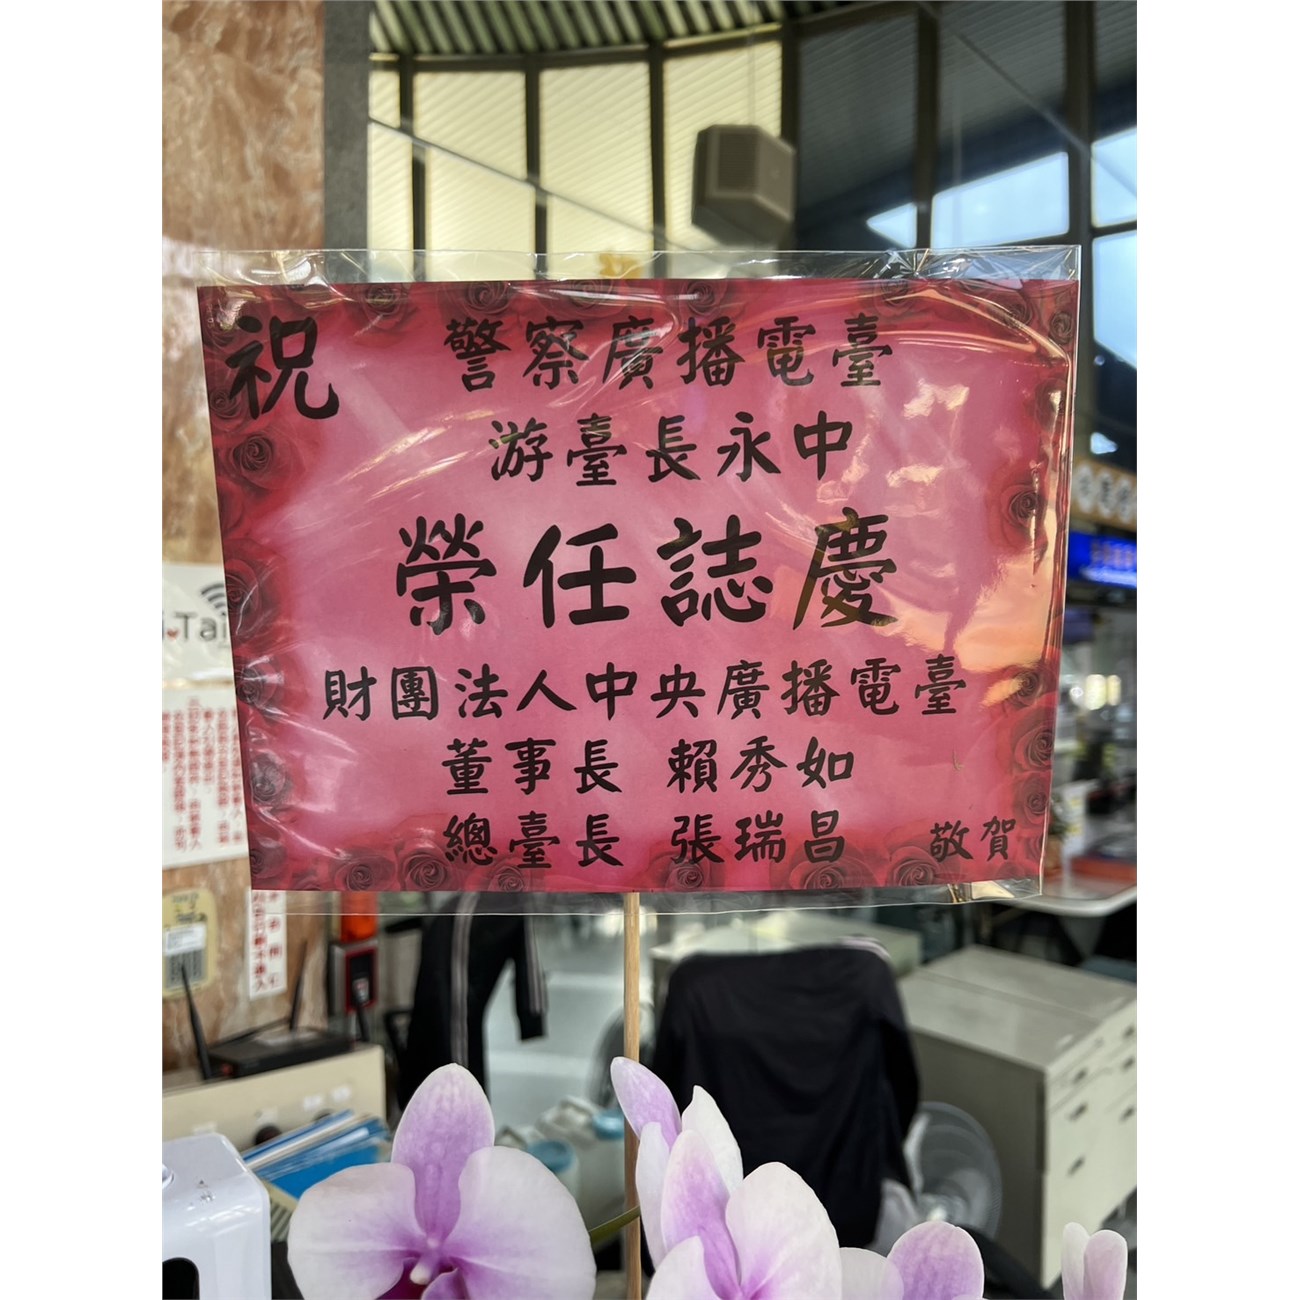 祝
警察廣播電臺
游臺長永中
榮任誌慶
財團法人中央廣播電臺
董事長 賴秀如
總臺長 張瑞昌
敬賀